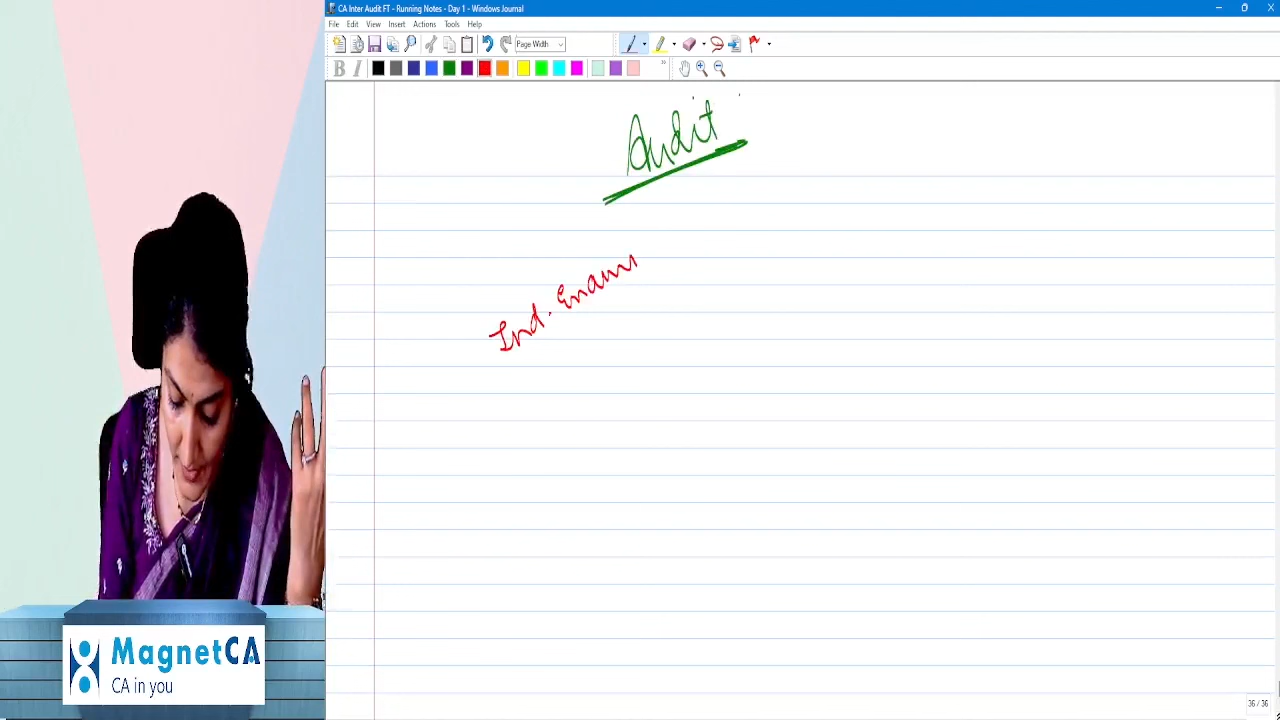 CA Inter Audit FT - Running Notes - Day 1 - Windows Journal
File Edit View Insert Actions Tools Help
Page Width
B I
Audit
Ind. Exam
MagnetCA
CA in you
36 / 36